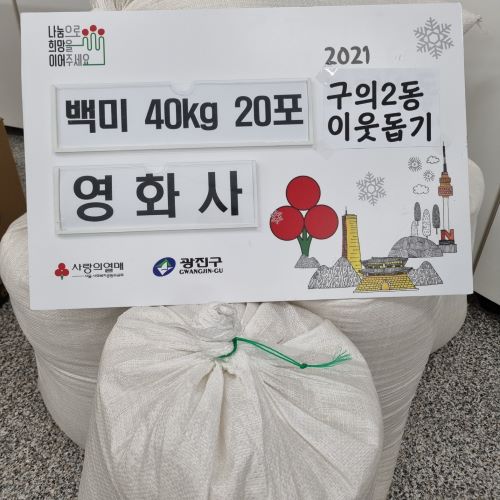 나눔으로
희망을
이어주세요
2021
백미 40kg 20포
구의2동
이웃돕기
영화사
사랑의열매
광진구
GWANGJIN-GU
N